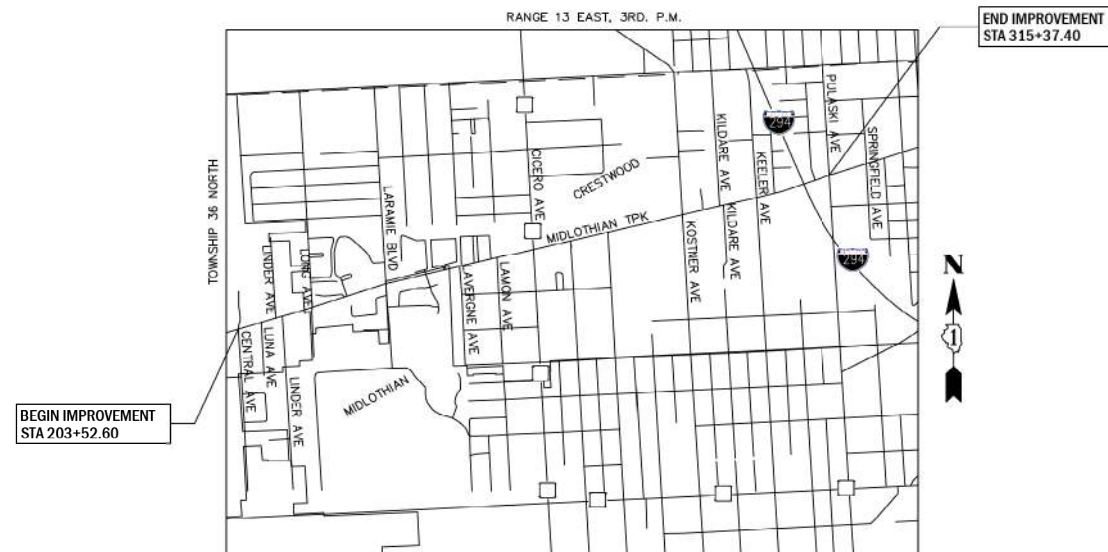 RANGE 13 EAST, 3RD. P.M.
END IMPROVEMENT
STA 315+37.40
TOWNSHIP 36 NORTH
PULASKI AVE
294
KILDARE AVE
SPRINGFIELD AVE
KEELER AVE
CICERO AVE
CRESTWOOD
LARAMIE BLVD
MIDLOTHIAN TPK
KILDARE AVE
KOSTNER AVE
LINDER AVE
LONG AVE
294
LAVERGNE AVE
LAMON AVE
N
1
CENTRAL AVE
LUNA AVE
LINDER AVE
MIDLOTHIAN
BEGIN IMPROVEMENT
STA 203+52.60